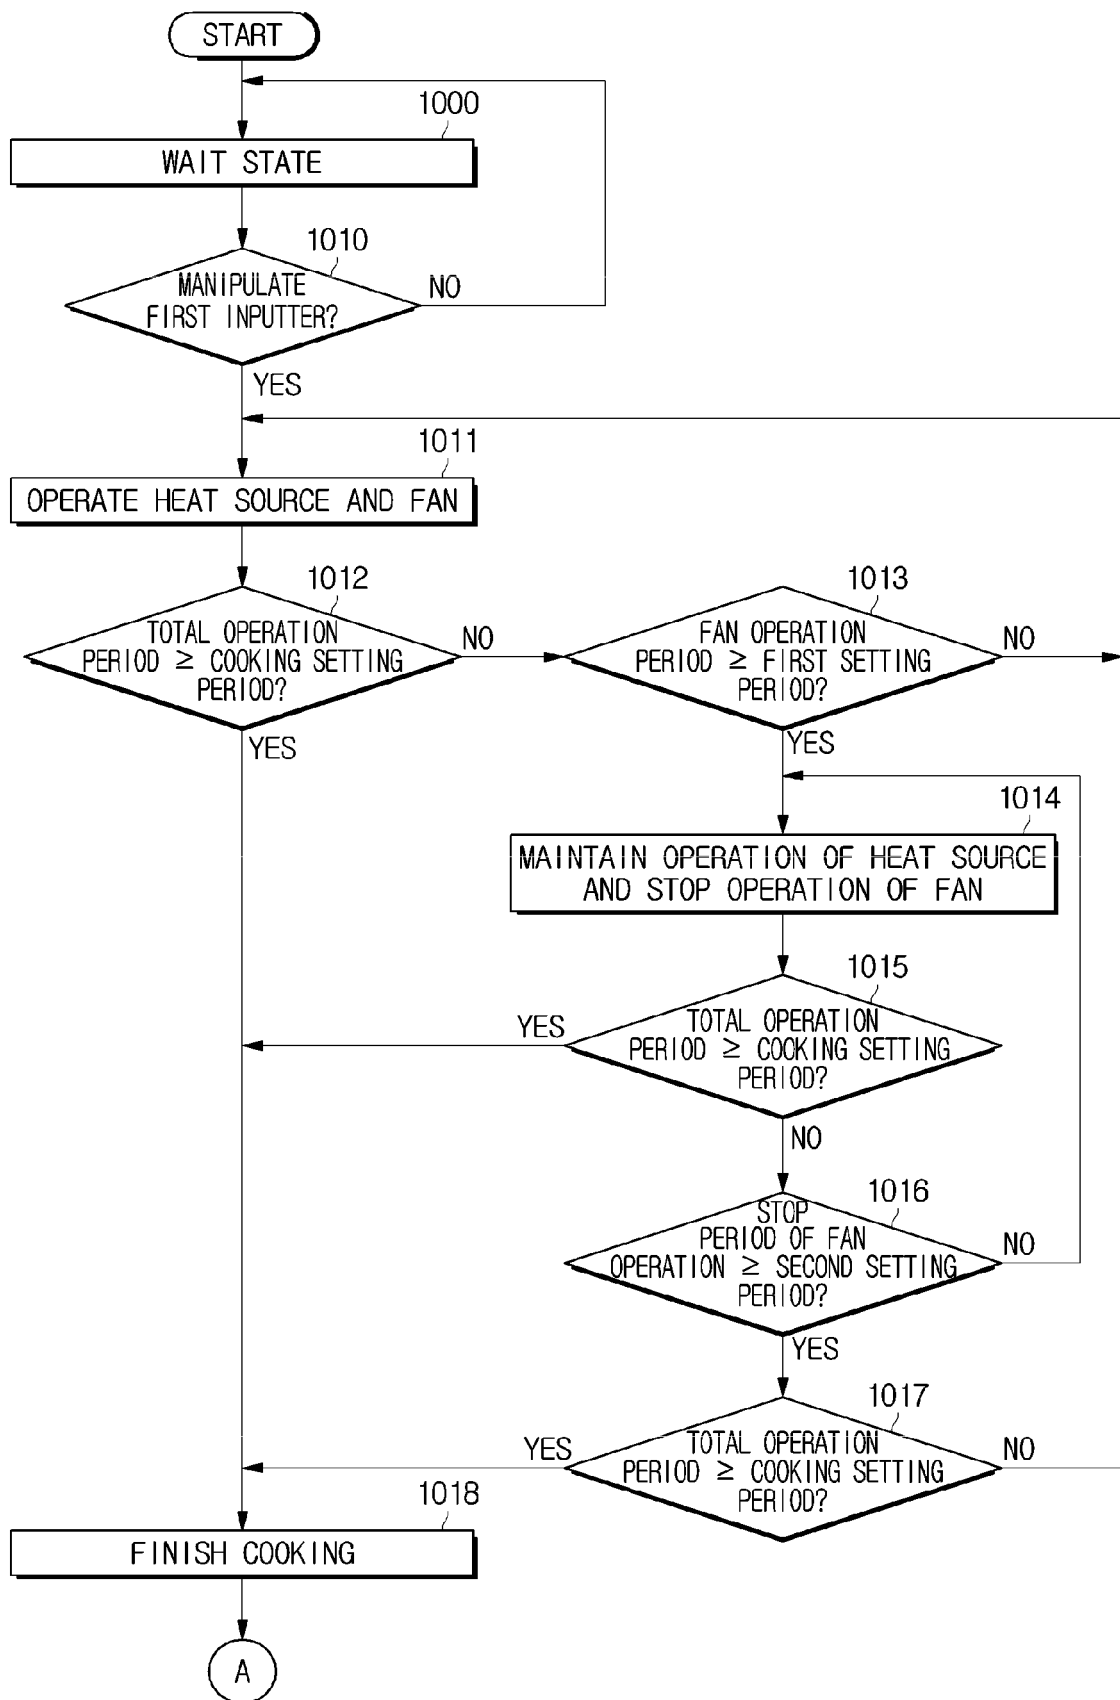 START
1000
WAIT STATE
1010
MANIPULATE
FIRST INPUTTER?
NO
YES
1011
OPERATE HEAT SOURCE AND FAN
1012
TOTAL OPERATION
PERIOD ≥ COOKING SETTING
PERIOD?
NO
YES
1013
FAN OPERATION
PERIOD ≥ FIRST SETTING
PERIOD?
NO
YES
1014
MAINTAIN OPERATION OF HEAT SOURCE
AND STOP OPERATION OF FAN
1015
YES
TOTAL OPERATION
PERIOD ≥ COOKING SETTING
PERIOD?
NO
1016
STOP
PERIOD OF FAN
OPERATION ≥ SECOND SETTING
PERIOD?
NO
YES
1017
YES
TOTAL OPERATION
PERIOD ≥ COOKING SETTING
PERIOD?
NO
1018
FINISH COOKING
A